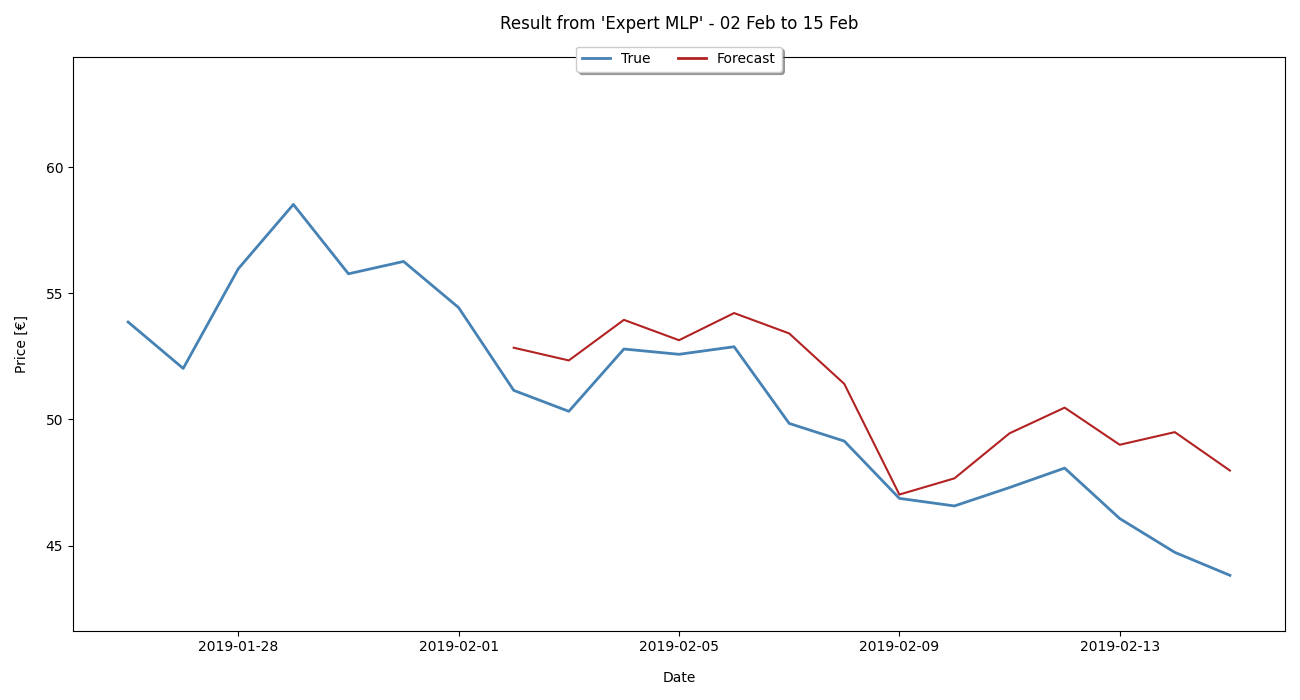 Result from 'Expert MLP' - 02 Feb to 15 Feb
True Forecast
Price [€]
60
55
50
45
2019-01-28 2019-02-01 2019-02-05 2019-02-09 2019-02-13
Date